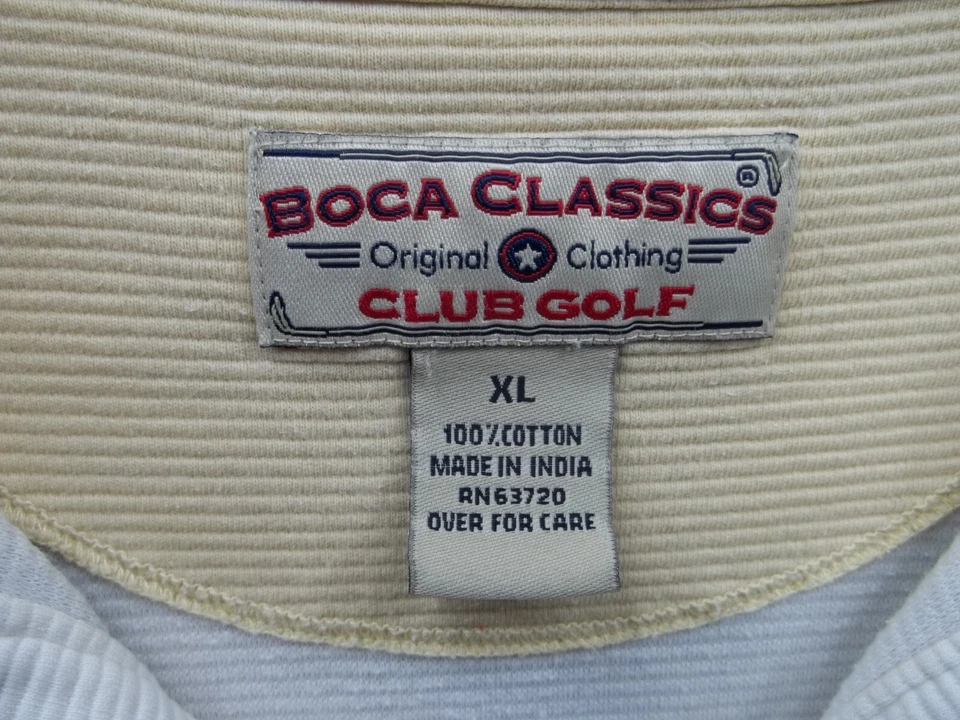 BOCA CLASSICS ®
Original Clothing
CLUB GOLF
XL
100% COTTON
MADE IN INDIA
RN63720
OVER FOR CARE